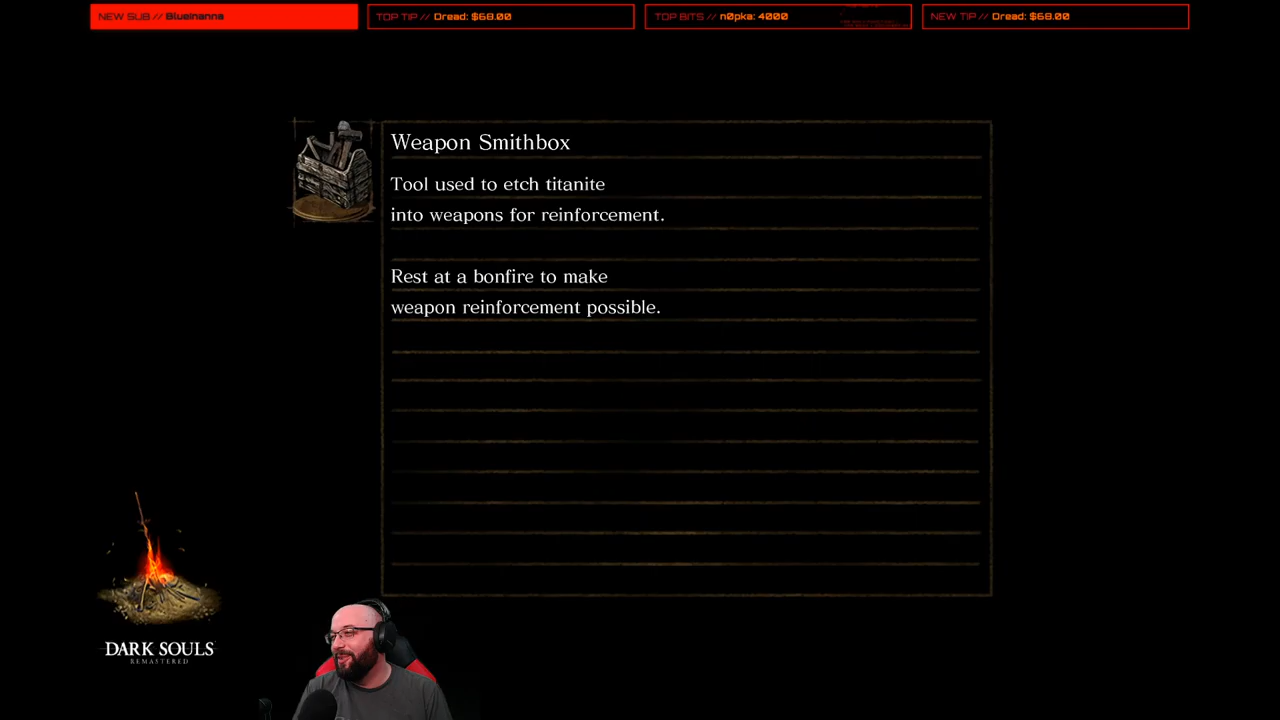 NEW SUB // Blue1nanna
TOP TIP // Dread: $68.00
TOP BITS // n0pka: 4000
NEW TIP // Dread: $68.00
Weapon Smithbox
Tool used to etch titanite
into weapons for reinforcement.
Rest at a bonfire to make
weapon reinforcement possible.
DARK SOULS
REMASTERED